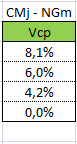 CMj - NGm
Vcp
8,1%
6,0%
4,2%
0,0%